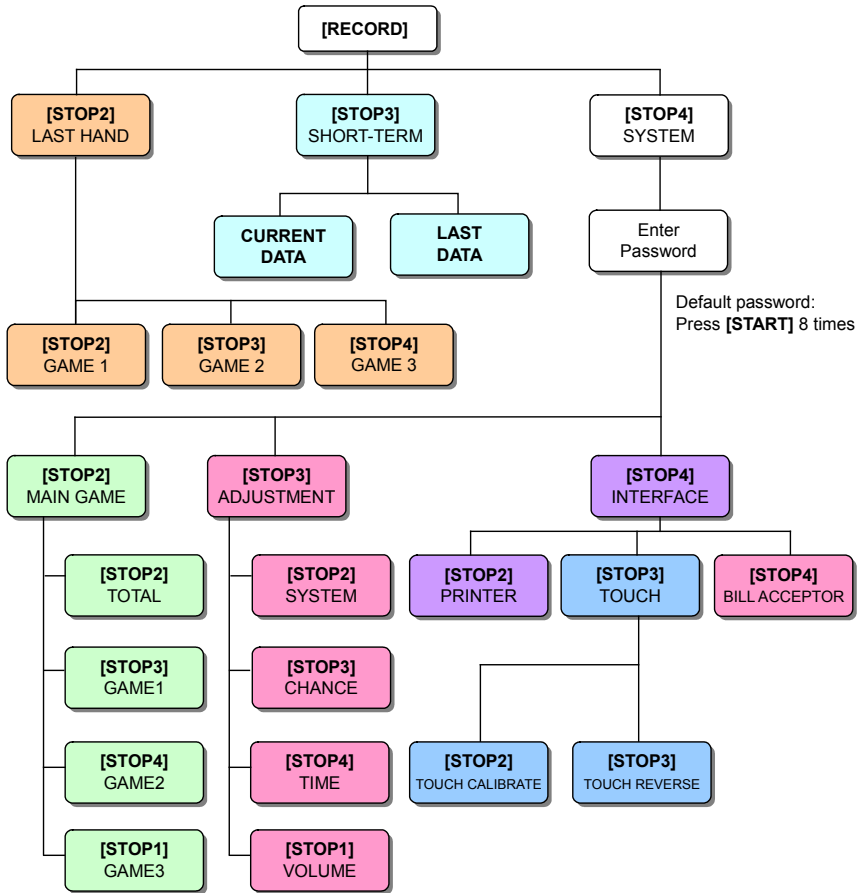 [RECORD]
[STOP2]
LAST HAND
[STOP3]
SHORT-TERM
[STOP4]
SYSTEM
CURRENT
DATA
LAST
DATA
Enter
Password
Default password:
Press [START] 8 times
[STOP2]
GAME 1
[STOP3]
GAME 2
[STOP4]
GAME 3
[STOP2]
MAIN GAME
[STOP3]
ADJUSTMENT
[STOP4]
INTERFACE
[STOP2]
TOTAL
[STOP2]
SYSTEM
[STOP2]
PRINTER
[STOP3]
TOUCH
[STOP4]
BILL ACCEPTOR
[STOP3]
GAME1
[STOP3]
CHANCE
[STOP4]
GAME2
[STOP4]
TIME
[STOP2]
TOUCH CALIBRATE
[STOP3]
TOUCH REVERSE
[STOP1]
GAME3
[STOP1]
VOLUME